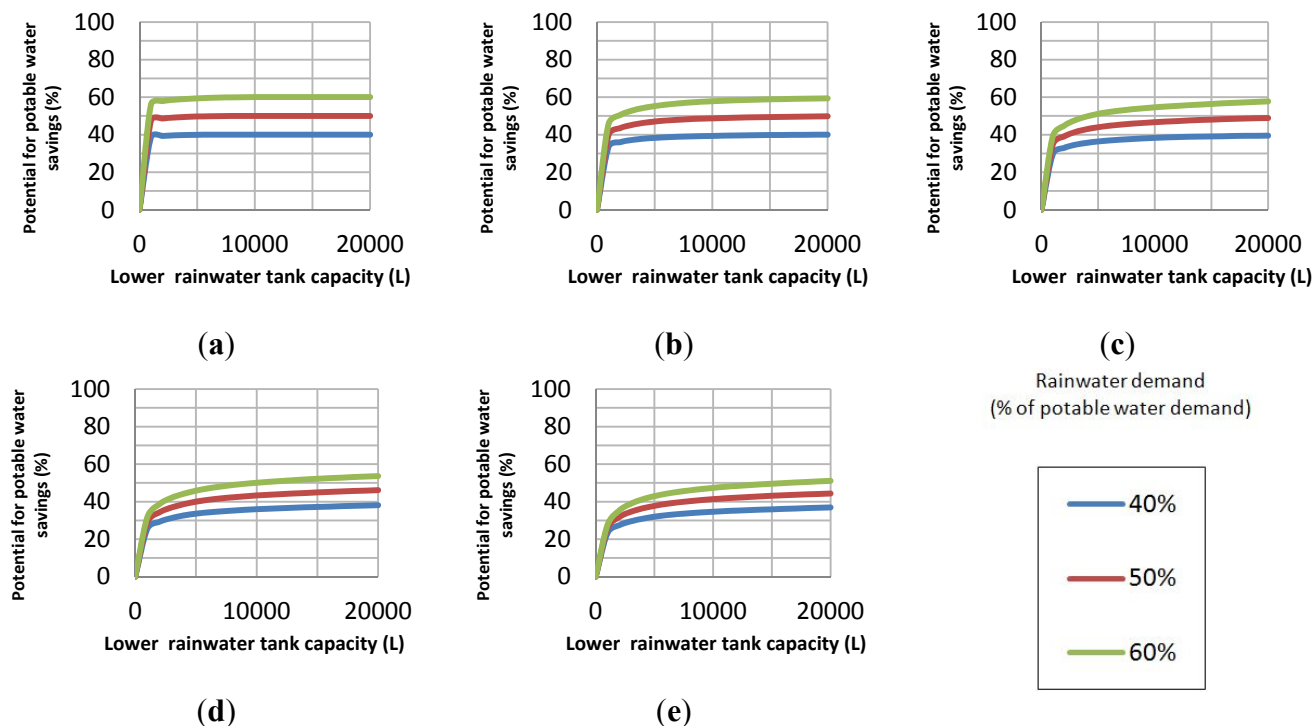 100
80
60
40
20
0
Potential for potable water
savings (%)
0 10000 20000
Lower rainwater tank capacity (L)
(a)
100
80
60
40
20
0
Potential for potable water
savings (%)
0 10000 20000
Lower rainwater tank capacity (L)
(b)
100
80
60
40
20
0
Potential for potable water
savings (%)
0 10000 20000
Lower rainwater tank capacity (L)
(c)
100
80
60
40
20
0
Potential for potable water
savings (%)
0 10000 20000
Lower rainwater tank capacity (L)
(d)
100
80
60
40
20
0
Potential for potable water
savings (%)
0 10000 20000
Lower rainwater tank capacity (L)
(e)
Rainwater demand
(% of potable water demand)
40%
50%
60%